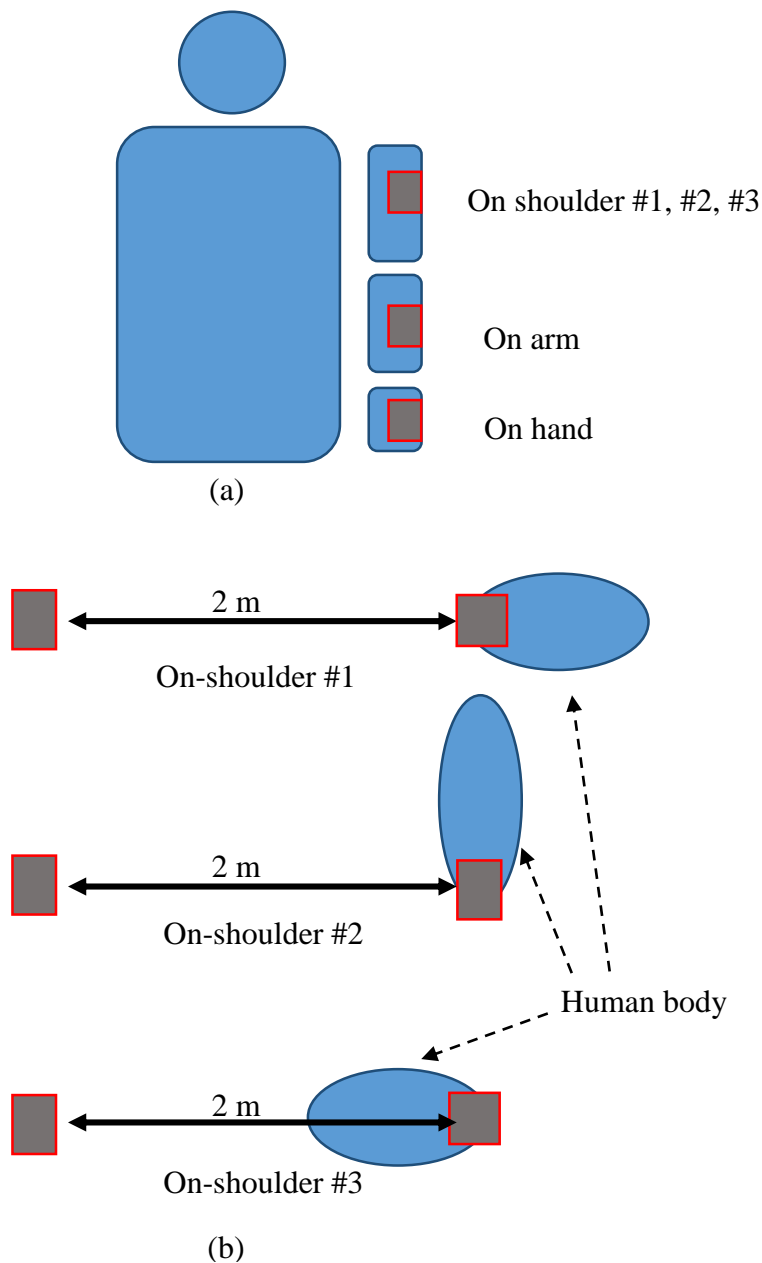 On shoulder #1, #2, #3
On arm
On hand
(a)
2 m
On-shoulder #1
2 m
On-shoulder #2
Human body
2 m
On-shoulder #3
(b)